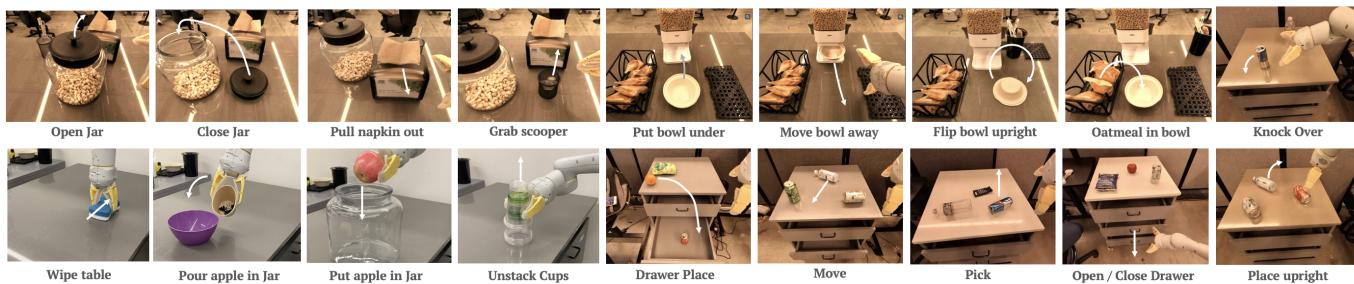 Open Jar
Close Jar
Pull napkin out
Grab scooper
Put bowl under
Move bowl away
Flip bowl upright
Oatmeal in bowl
Knock Over
Wipe table
Pour apple in Jar
Put apple in Jar
Unstack Cups
Drawer Place
Move
Pick
Open / Close Drawer
Place upright